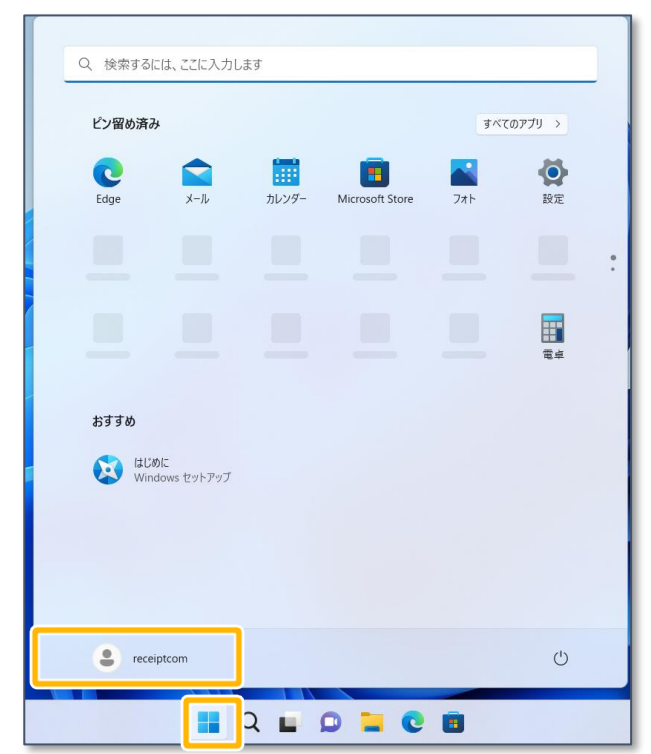 検索するには、ここに入力します
ピン留め済み
すべてのアプリ >
Edge
メール
カレンダー
Microsoft Store
フォト
設定
電卓
おすすめ
はじめに
Windows セットアップ
receiptcom